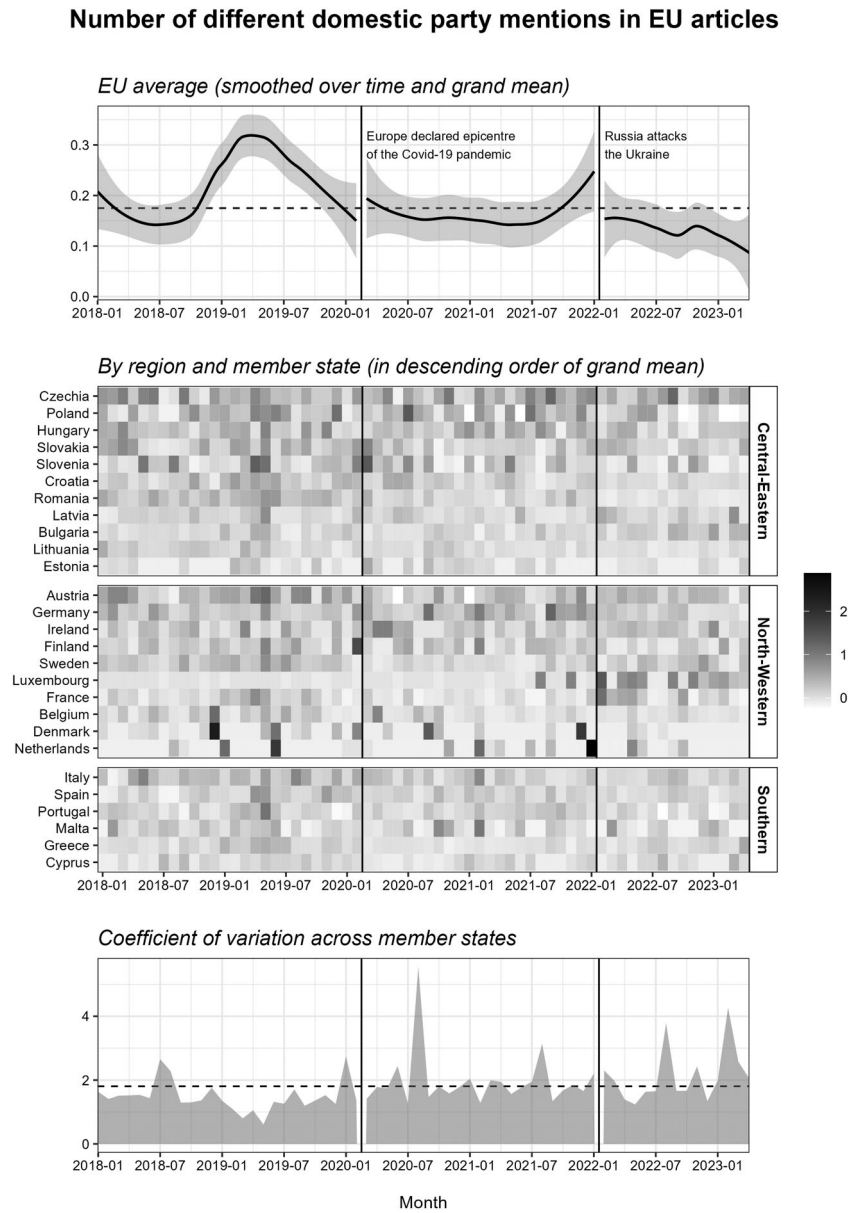 Number of different domestic party mentions in EU articles
EU average (smoothed over time and grand mean)
Europe declared epicentre
of the Covid-19 pandemic
Russia attacks
the Ukraine
0.3
0.2
0.1
0.0
2018-01 2018-07 2019-01 2019-07 2020-01 2020-07 2021-01 2021-07 2022-01 2022-07 2023-01
By region and member state (in descending order of grand mean)
Czechia
Poland
Hungary
Slovakia
Slovenia
Croatia
Romania
Latvia
Bulgaria
Lithuania
Estonia
Central-Eastern
Austria
Germany
Ireland
Finland
Sweden
Luxembourg
France
Belgium
Denmark
Netherlands
North-Western
2
1
0
Italy
Spain
Portugal
Malta
Greece
Cyprus
Southern
2018-01 2018-07 2019-01 2019-07 2020-01 2020-07 2021-01 2021-07 2022-01 2022-07 2023-01
Coefficient of variation across member states
4
2
0
2018-01 2018-07 2019-01 2019-07 2020-01 2020-07 2021-01 2021-07 2022-01 2022-07 2023-01
Month